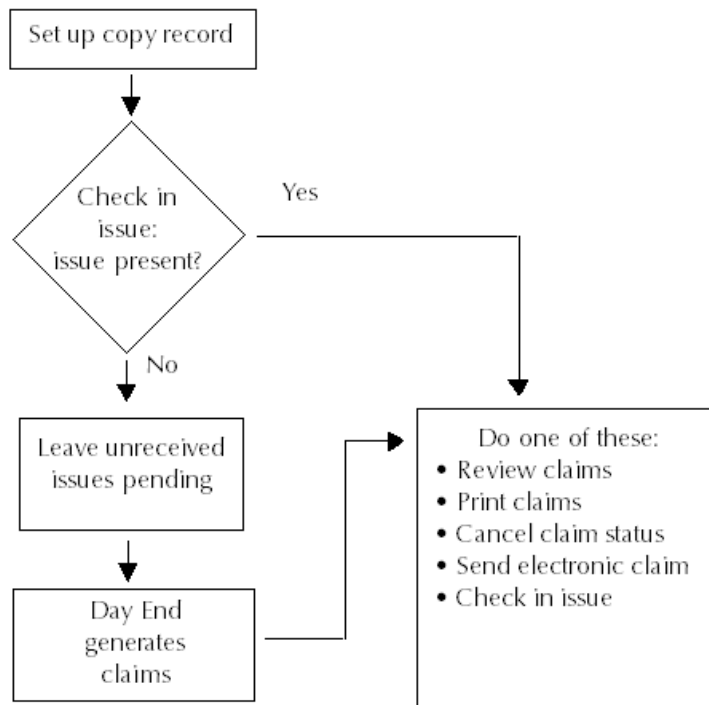 Set up copy record
Check in
issue:
issue present?
Yes
No
Leave unreceived
issues pending
Day End
generates
claims
Do one of these:
• Review claims
• Print claims
• Cancel claim status
• Send electronic claim
• Check in issue